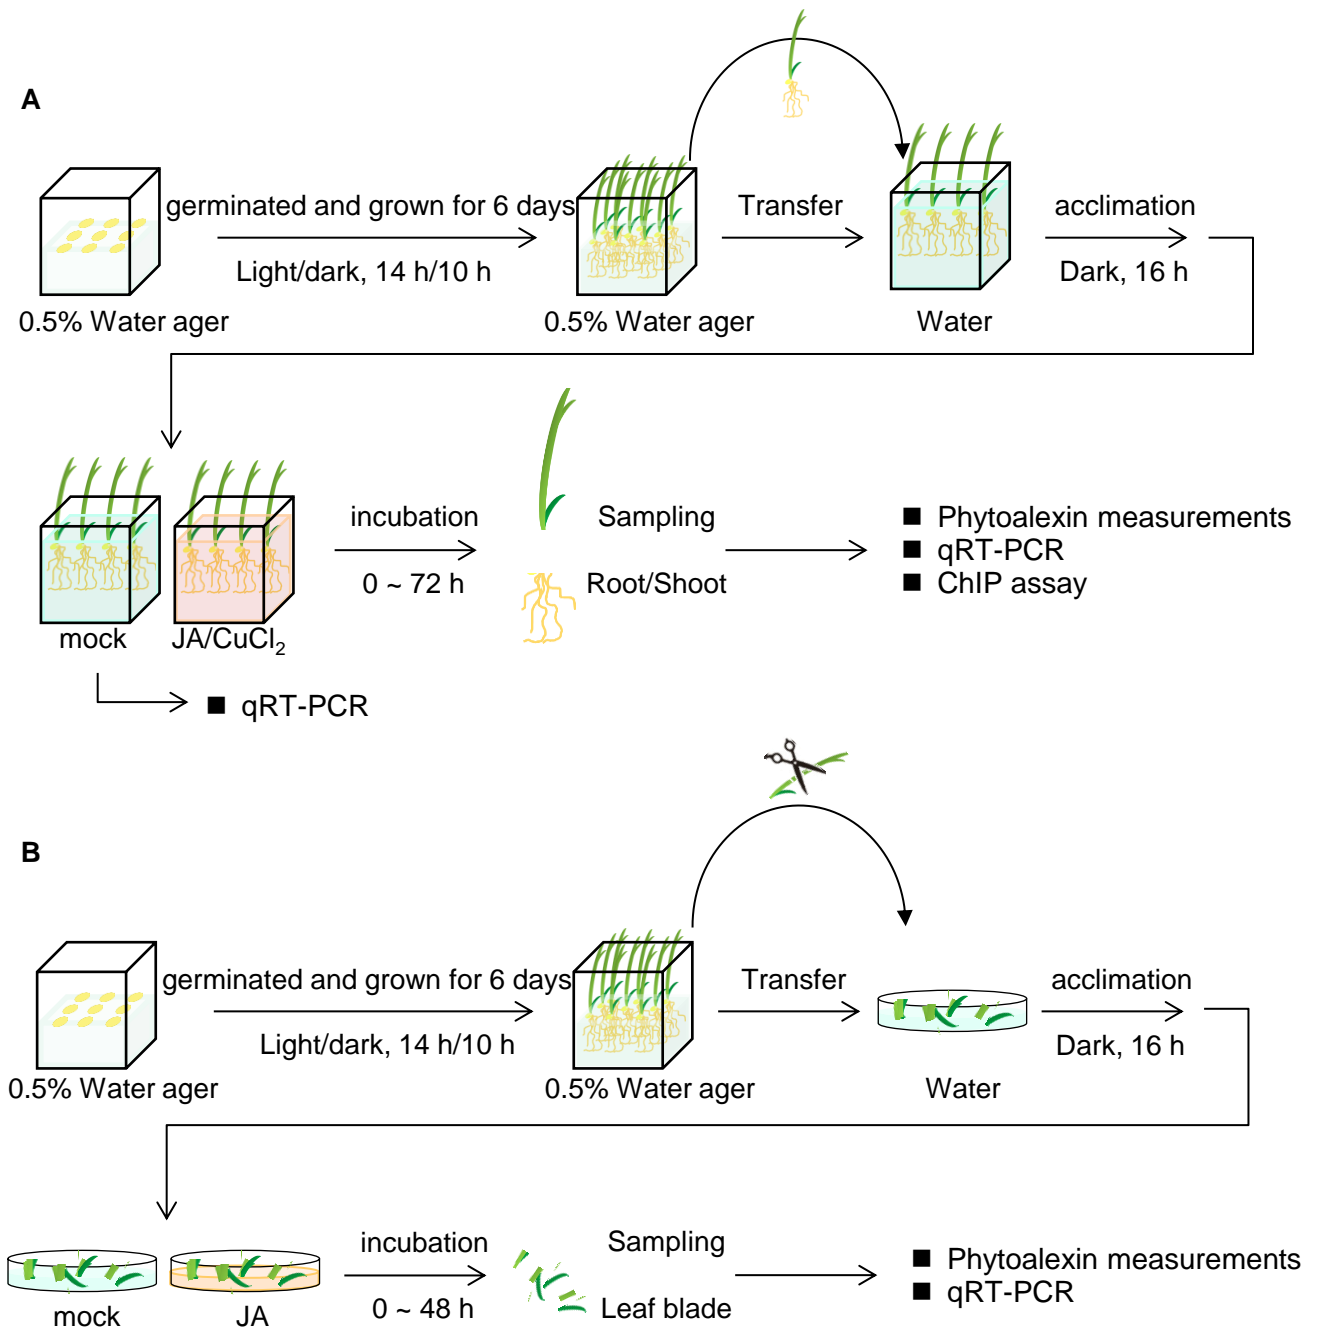 A
germinated and grown for 6 days
Light/dark, 14 h/10 h
Transfer
acclimation
Dark, 16 h
0.5% Water ager
0.5% Water ager
Water
incubation
0 ~ 72 h
Sampling
Root/Shoot
■ Phytoalexin measurements
■ qRT-PCR
■ ChIP assay
mock
JA/CuCl₂
■ qRT-PCR
B
germinated and grown for 6 days
Light/dark, 14 h/10 h
Transfer
acclimation
Dark, 16 h
0.5% Water ager
0.5% Water ager
Water
incubation
0 ~ 48 h
Sampling
Leaf blade
■ Phytoalexin measurements
■ qRT-PCR
mock
JA